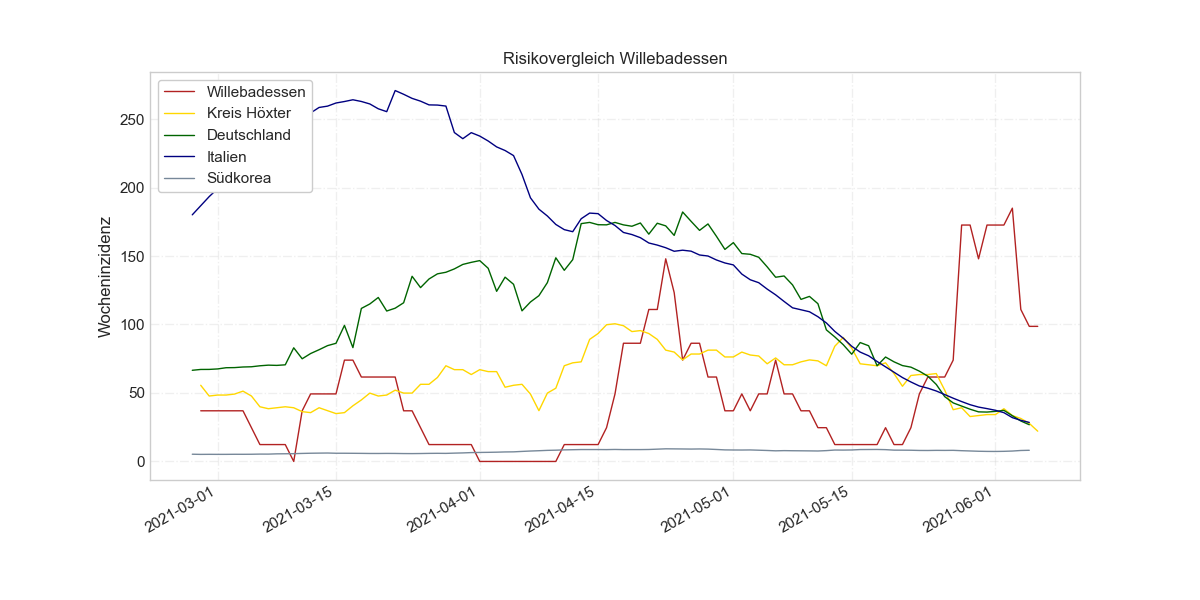 Risikovergleich Willebadessen
Willebadessen
Kreis Höxter
Deutschland
Italien
Südkorea
Wocheninzidenz
250
200
150
100
50
0
2021-03-01
2021-03-15
2021-04-01
2021-04-15
2021-05-01
2021-05-15
2021-06-01